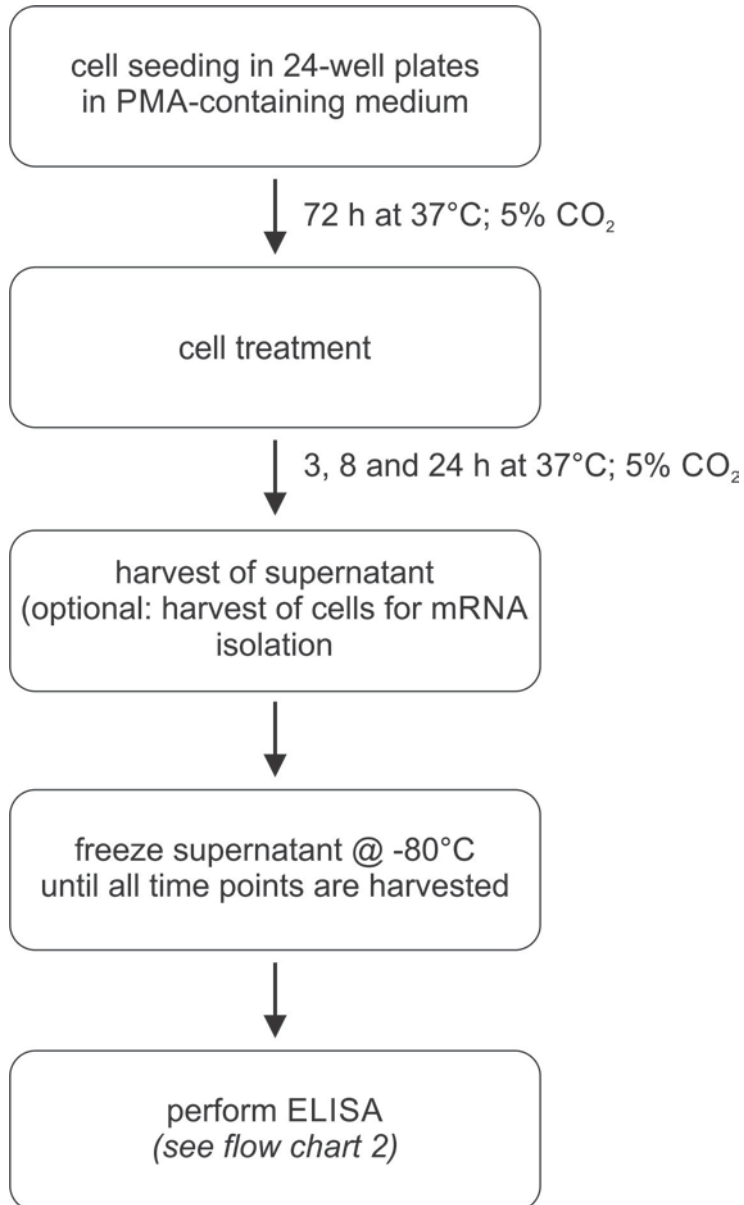 cell seeding in 24-well plates
in PMA-containing medium
72 h at 37°C; 5% CO₂
cell treatment
3, 8 and 24 h at 37°C; 5% CO₂
harvest of supernatant
(optional: harvest of cells for mRNA
isolation
freeze supernatant @ -80°C
until all time points are harvested
perform ELISA
(see flow chart 2)